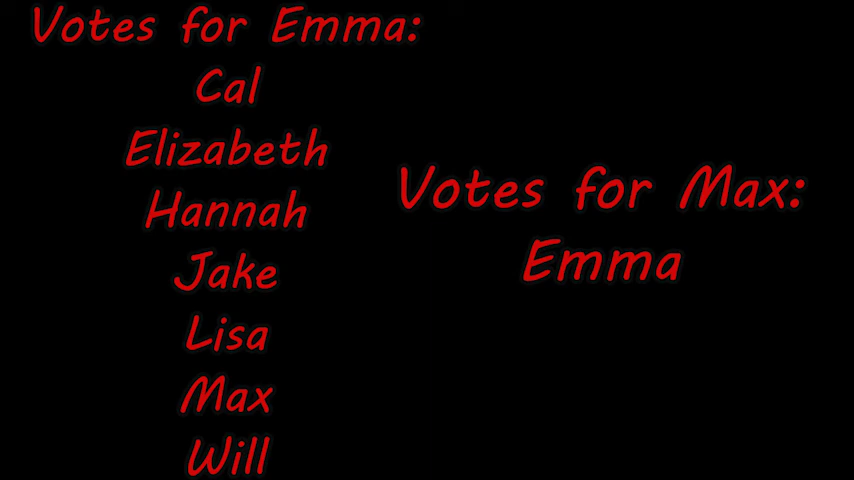 Votes for Emma:
Cal
Elizabeth
Hannah
Jake
Lisa
Max
Will
Votes for Max:
Emma